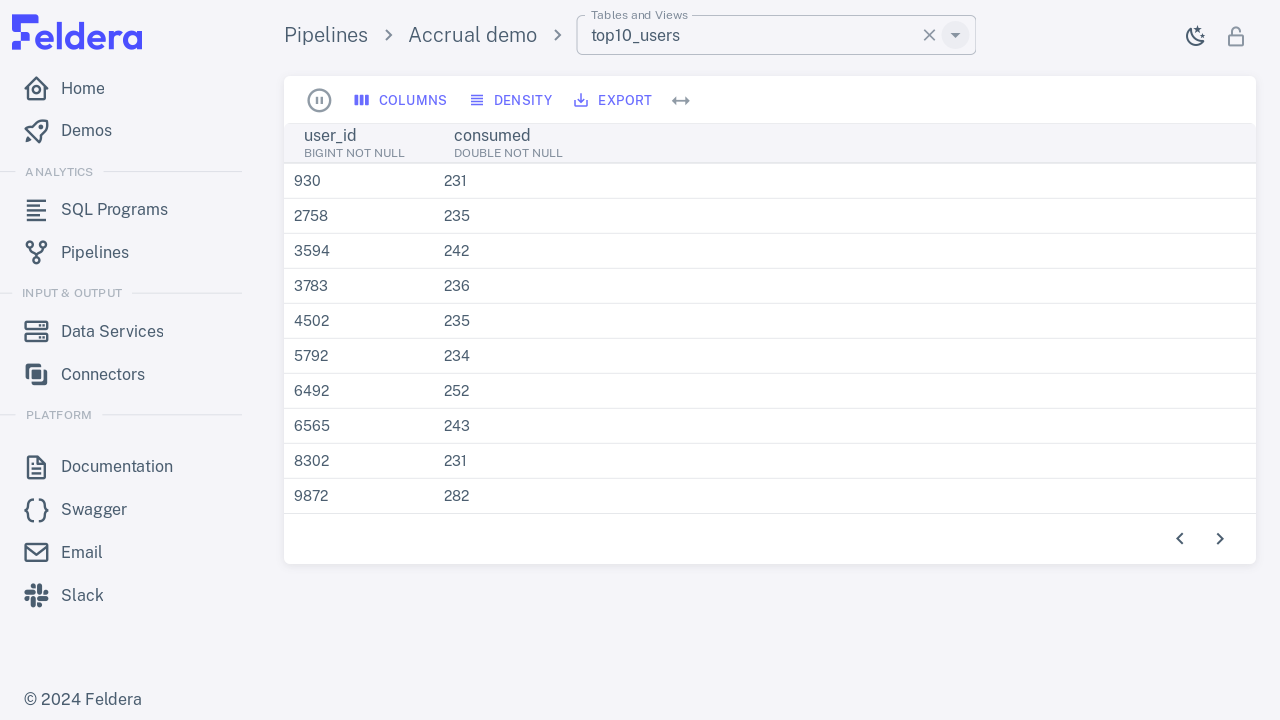 Feldera
Home
Demos
ANALYTICS
SQL Programs
Pipelines
INPUT & OUTPUT
Data Services
Connectors
PLATFORM
Documentation
Swagger
Email
Slack
© 2024 Feldera
Pipelines
Accrual demo
Tables and Views
top10_users
COLUMNS DENSITY EXPORT
user_id consumed
BIGINT NOT NULL DOUBLE NOT NULL
930 231
2758 235
3594 242
3783 236
4502 235
5792 234
6492 252
6565 243
8302 231
9872 282